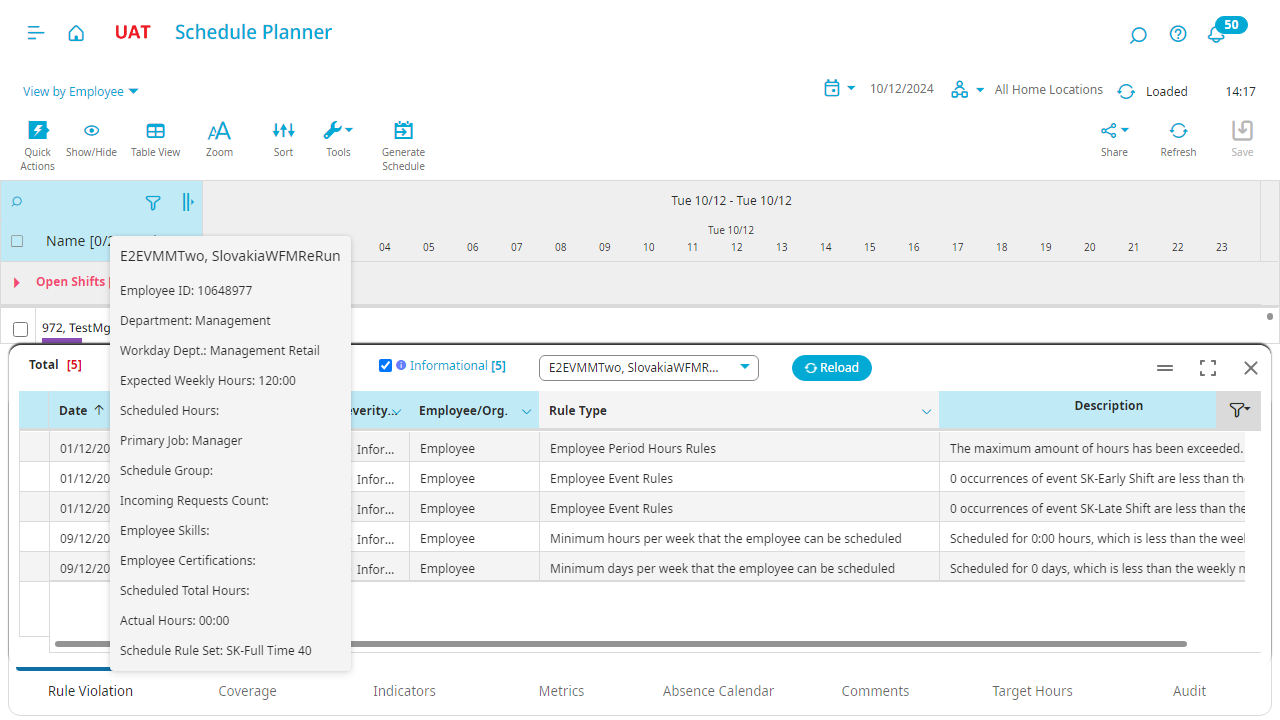 UAT
Schedule Planner
50
View by Employee
10/12/2024
All Home Locations
Loaded
14:17
Quick Actions
Show/Hide
Table View
Zoom
Sort
Tools
Generate Schedule
Share
Refresh
Save
Tue 10/12 - Tue 10/12
Name [0/
Tue 10/12
04 05 06 07 08 09 10 11 12 13 14 15 16 17 18 19 20 21 22 23
Open Shifts
972, TestMg
E2EVMMTwo, SlovakiaWFMReRun
Employee ID: 10648977
Department: Management
Workday Dept.: Management Retail
Expected Weekly Hours: 120:00
Scheduled Hours:
Primary Job: Manager
Schedule Group:
Incoming Requests Count:
Employee Skills:
Employee Certifications:
Scheduled Total Hours:
Actual Hours: 00:00
Schedule Rule Set: SK-Full Time 40
Total [5]
Informational [5]
E2EVMMTwo, SlovakiaWFMR...
Reload
Date
everity...
Employee/Org.
Rule Type
Description
01/12/20 Infor... Employee Employee Period Hours Rules The maximum amount of hours has been exceeded.
01/12/20 Infor... Employee Employee Event Rules 0 occurrences of event SK-Early Shift are less than th
01/12/20 Infor... Employee Employee Event Rules 0 occurrences of event SK-Late Shift are less than the
09/12/20 Infor... Employee Minimum hours per week that the employee can be scheduled Scheduled for 0:00 hours, which is less than the week
09/12/20 Infor... Employee Minimum days per week that the employee can be scheduled Scheduled for 0 days, which is less than the weekly m
Rule Violation
Coverage
Indicators
Metrics
Absence Calendar
Comments
Target Hours
Audit